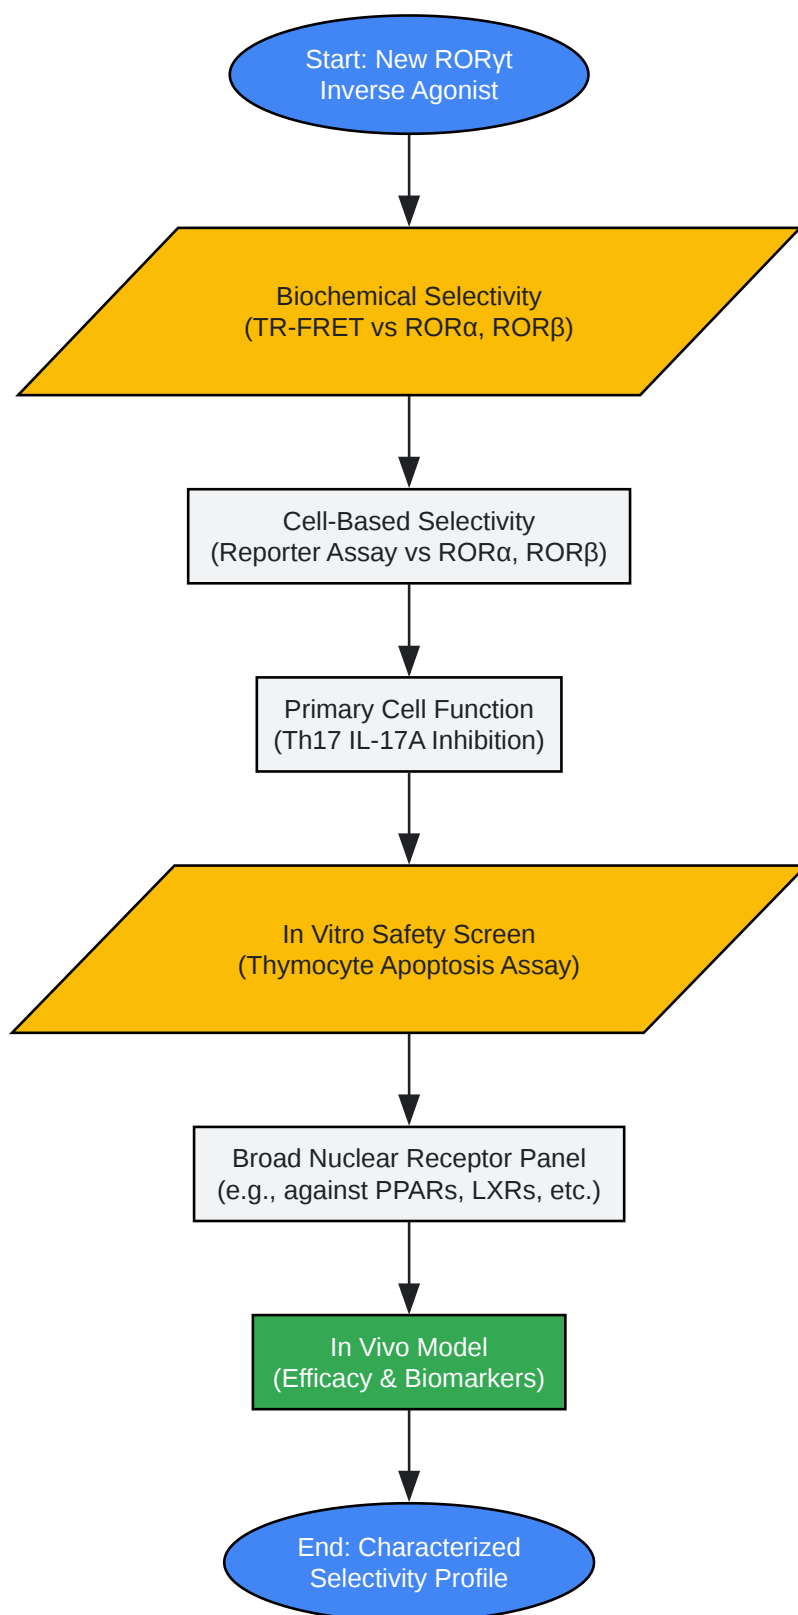 Start: New RORγt
Inverse Agonist
Biochemical Selectivity
(TR-FRET vs RORα, RORβ)
Cell-Based Selectivity
(Reporter Assay vs RORα, RORβ)
Primary Cell Function
(Th17 IL-17A Inhibition)
In Vitro Safety Screen
(Thymocyte Apoptosis Assay)
Broad Nuclear Receptor Panel
(e.g., against PPARs, LXRs, etc.)
In Vivo Model
(Efficacy & Biomarkers)
End: Characterized
Selectivity Profile